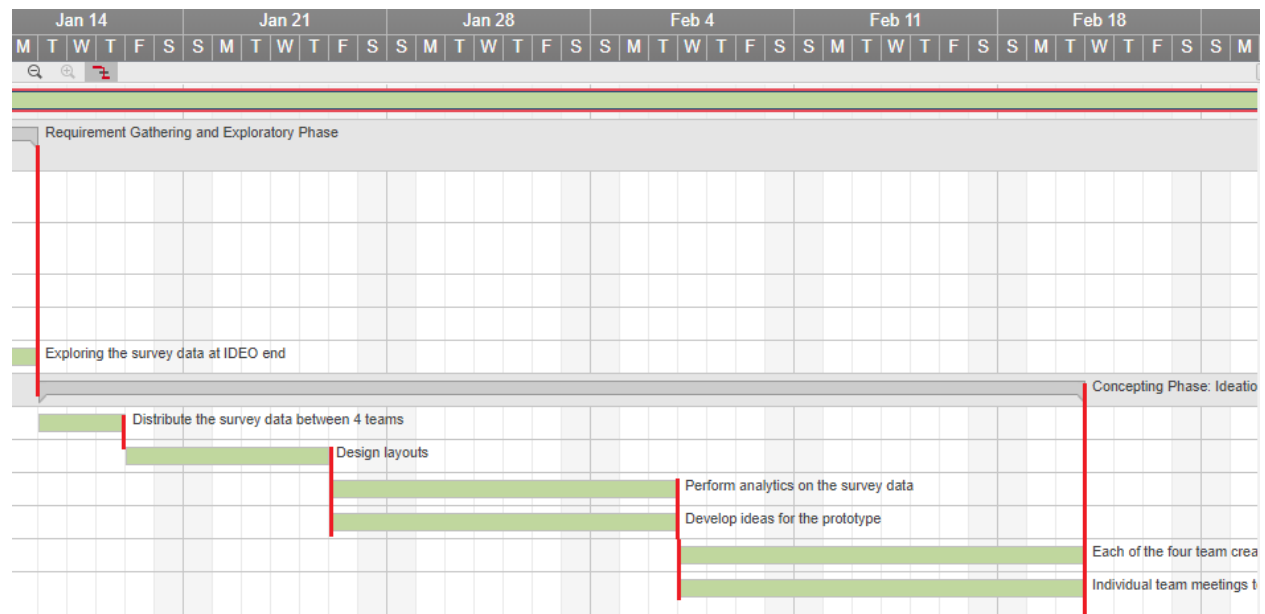 Jan 14 Jan 21 Jan 28 Feb 4 Feb 11 Feb 18
M T W T F S S M T W T F S S M T W T F S S M T W T F S S M T W T F S S M T W T F S S M
Requirement Gathering and Exploratory Phase
Exploring the survey data at IDEO end
Concepting Phase: Ideatio
Distribute the survey data between 4 teams
Design layouts
Perform analytics on the survey data
Develop ideas for the prototype
Each of the four team crea
Individual team meetings t